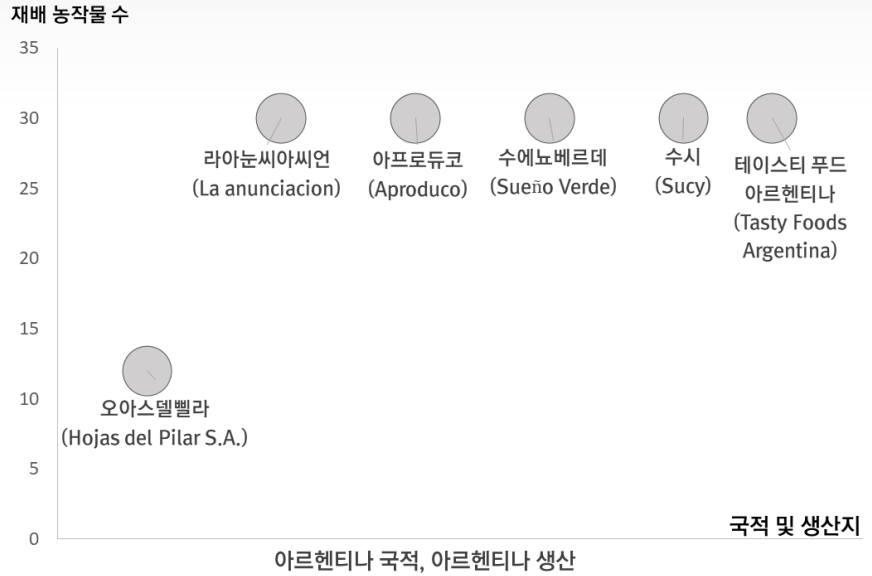 재배 농작물 수
35
30
25
20
15
10
5
0
라아눈씨아씨언
(La anunciacion)
아프로듀코
(Aproduco)
수에뇨베르데
(Sueño Verde)
수시
(Sucy)
테이스티 푸드
아르헨티나
(Tasty Foods
Argentina)
오아스델삘라
(Hojas del Pilar S.A.)
국적 및 생산지
아르헨티나 국적, 아르헨티나 생산